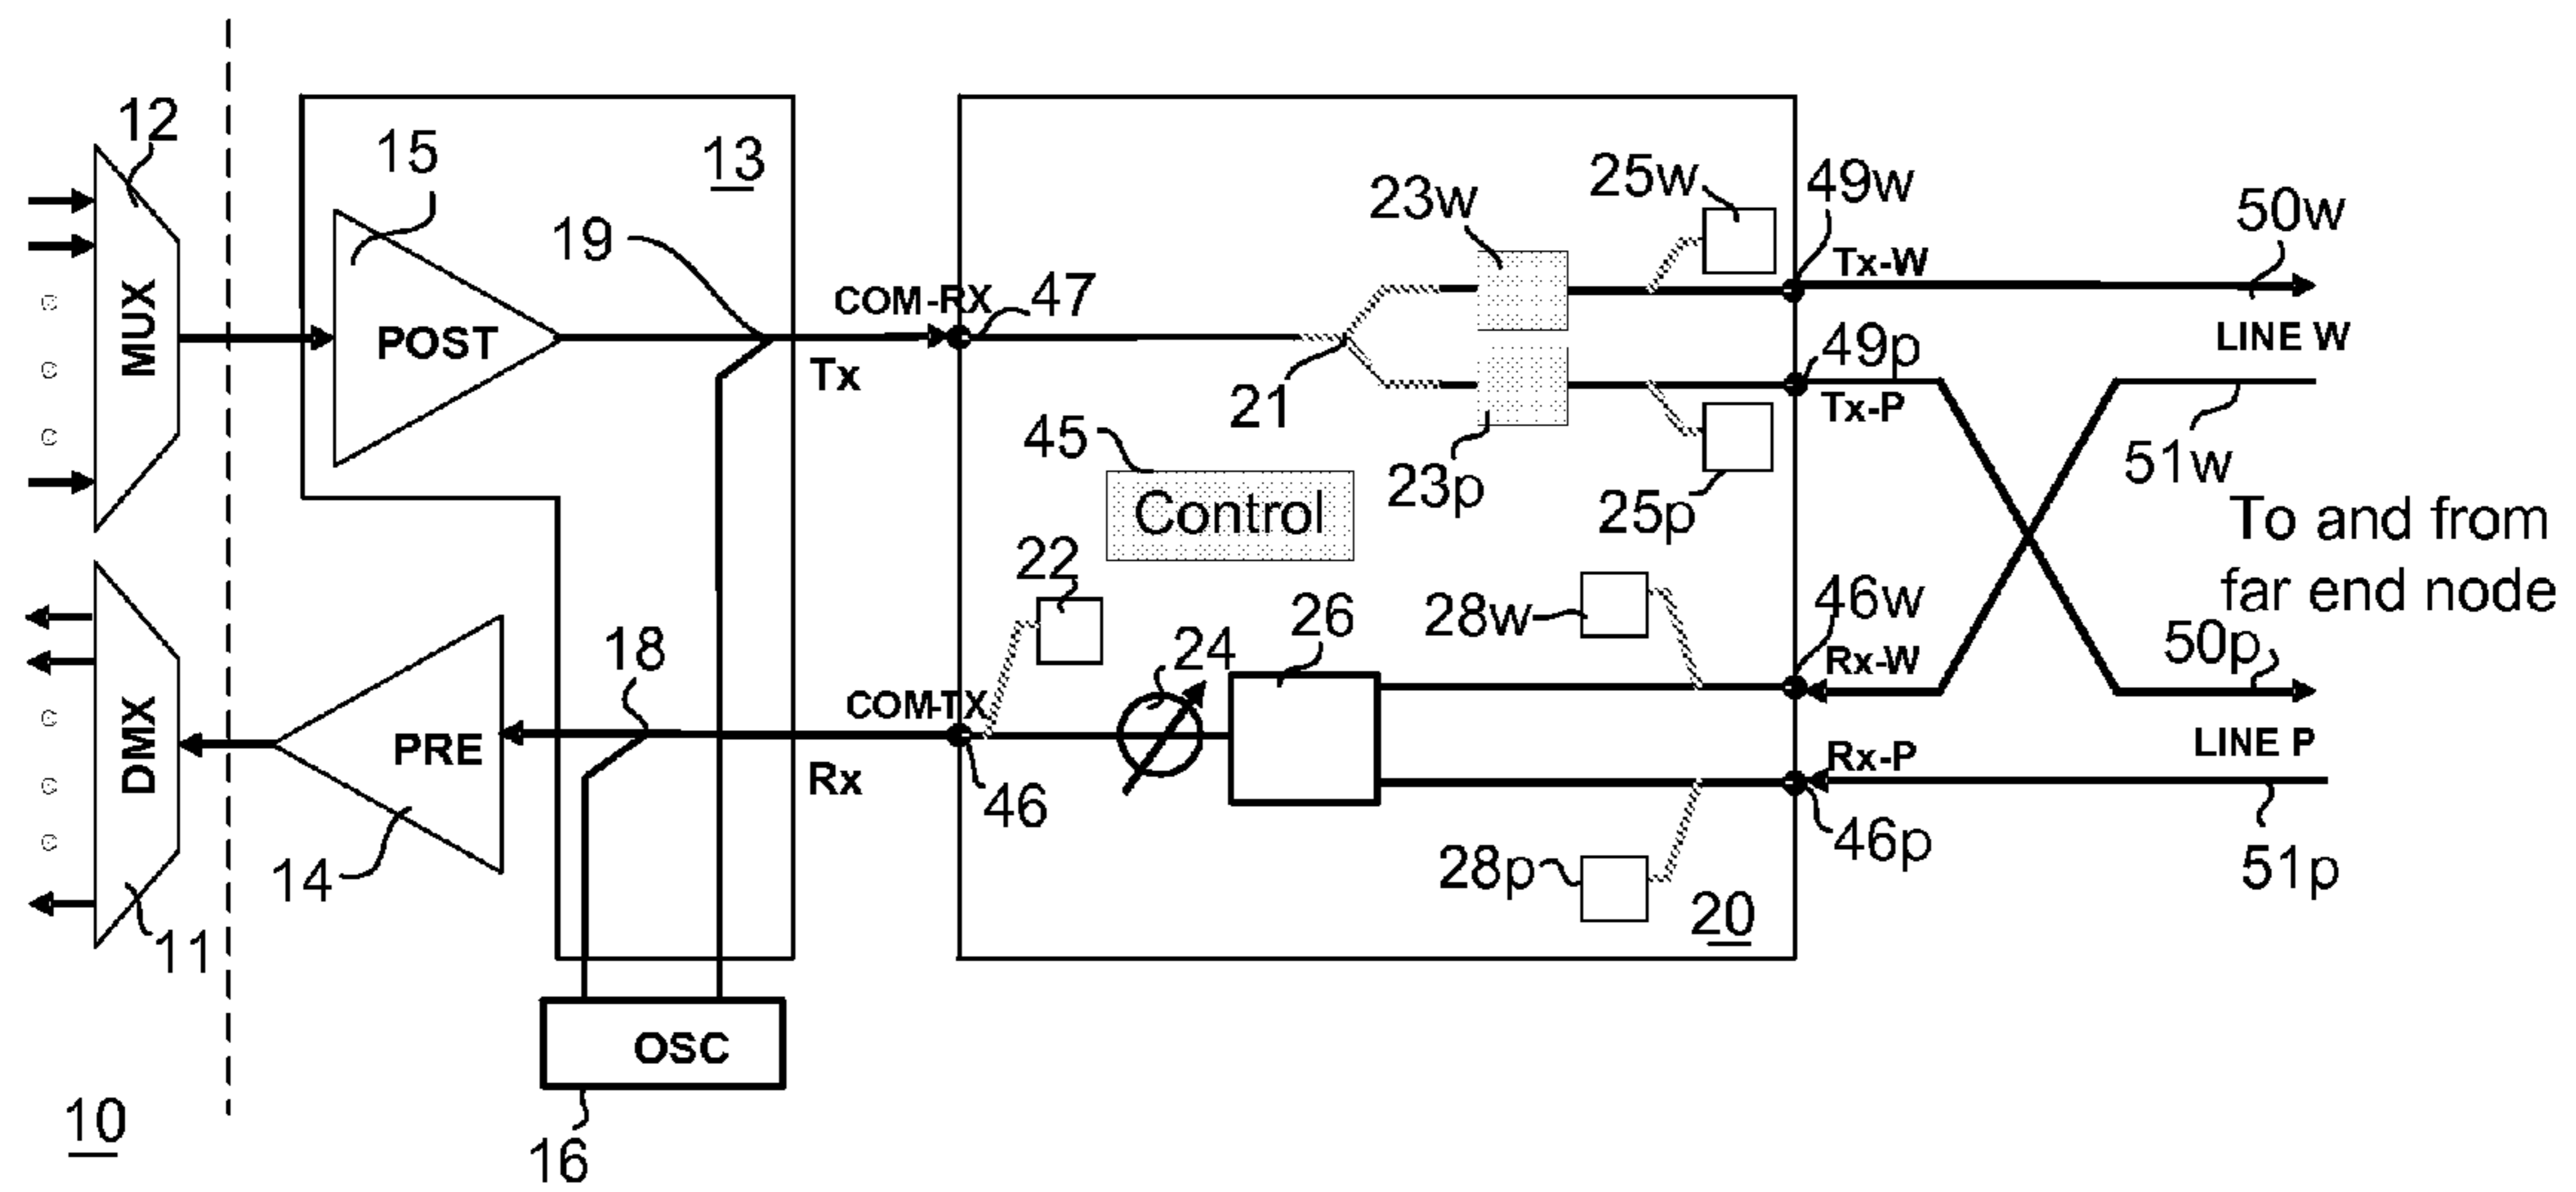 12
15
13
25w
49w
23w
50w
19
Tx-W
COM-RX
47
MUX
POST
LINE W
49p
Tx
21
Tx-P
45
51w
23p
25p
Control
To and from
far end node
22
26
46w
28w
18
24
50p
Rx-W
COM-TX
DMX
PRE
LINE P
Rx-P
Rx
46
46p
14
28p
51p
20
11
OSC
10
16